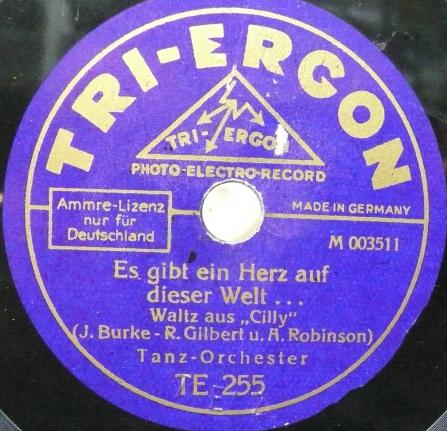 TRI-ERGON
TRI-ERGON
PHOTO-ELECTRO-RECORD
Ammre-Lizenz
nur für
Deutschland
MADE IN GERMANY
M 003511
Es gibt ein Herz auf
dieser Welt ...
Waltz aus „Cilly"
(J. Burke - R. Gilbert u. A. Robinson)
Tanz-Orchester
TE 255